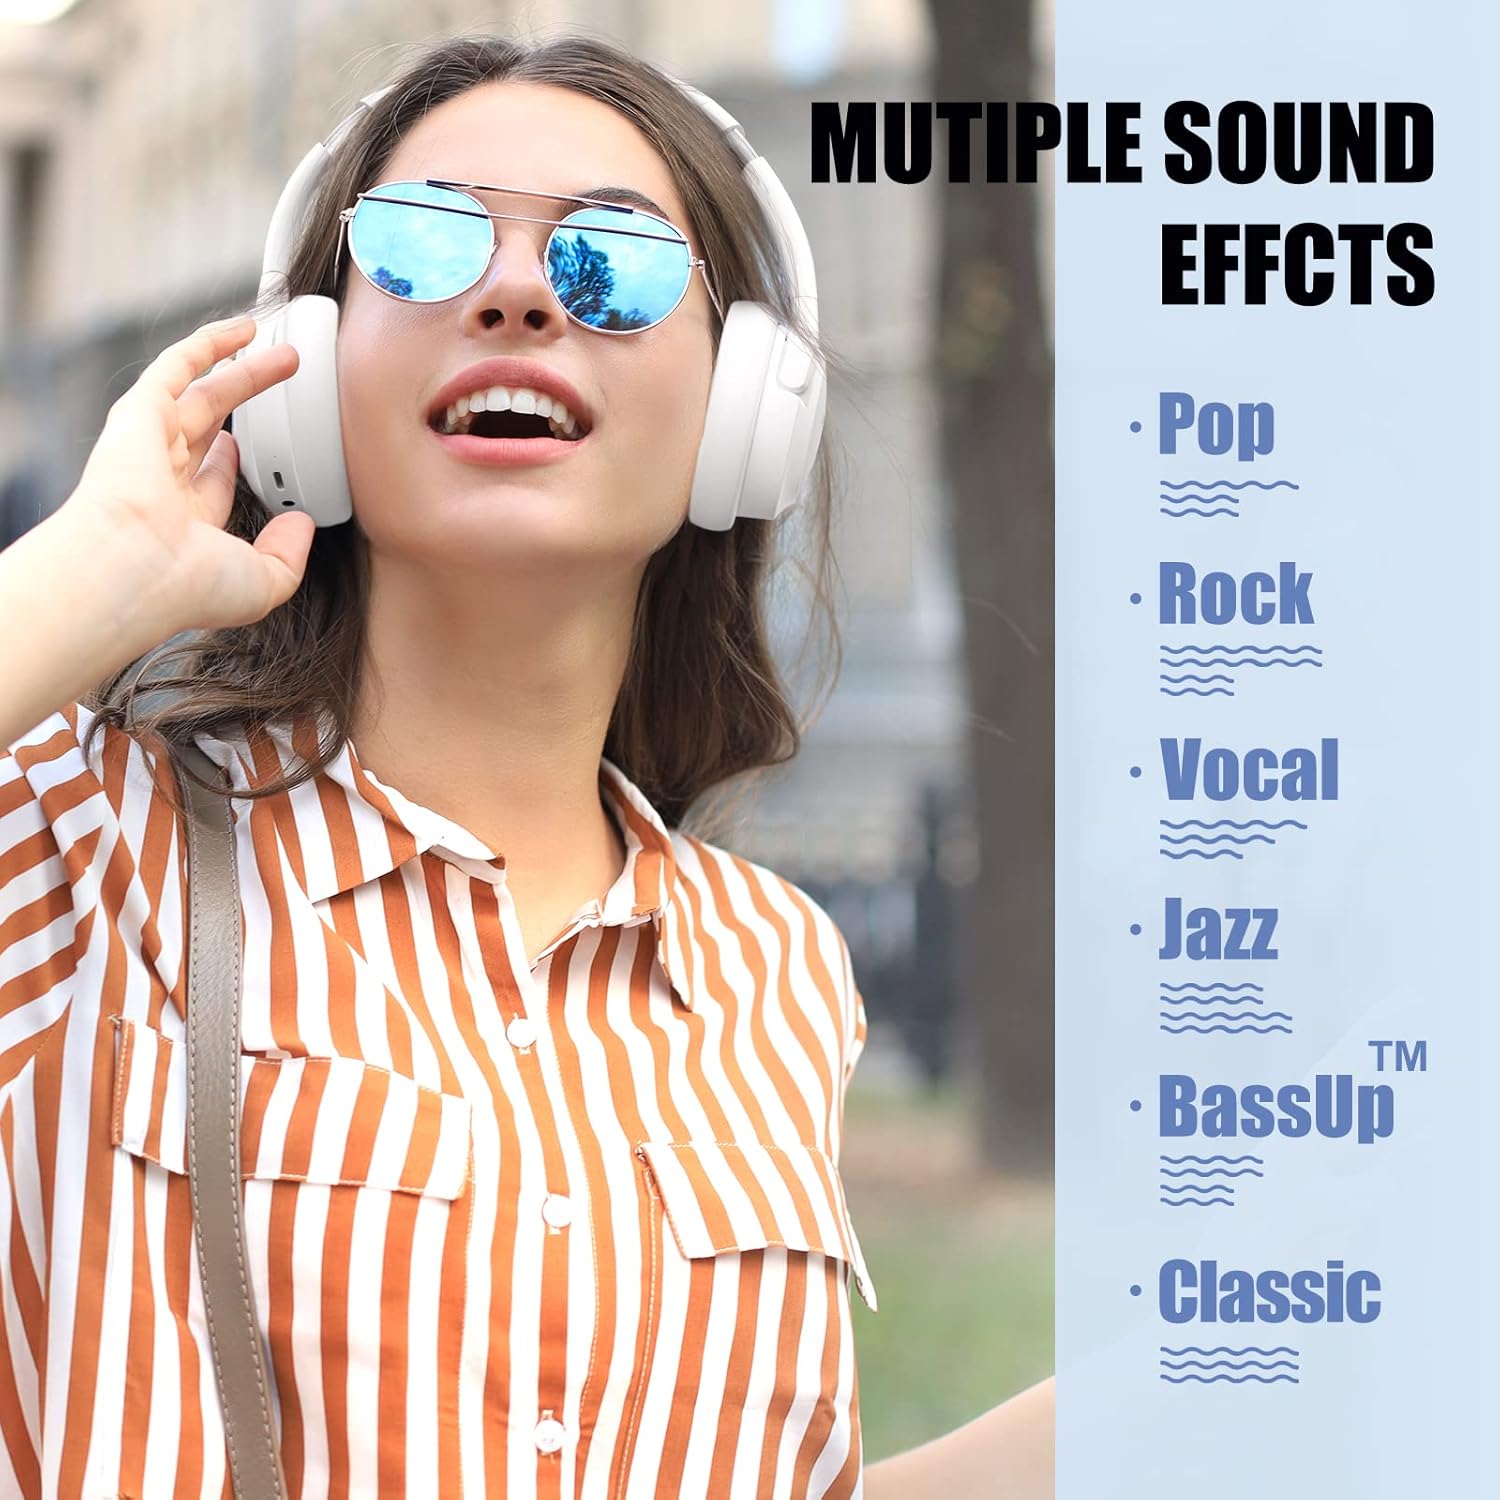 MUTIPLE SOUND
EFFCTS
· Pop
· Rock
· Vocal
· Jazz
· BassUp™
· Classic